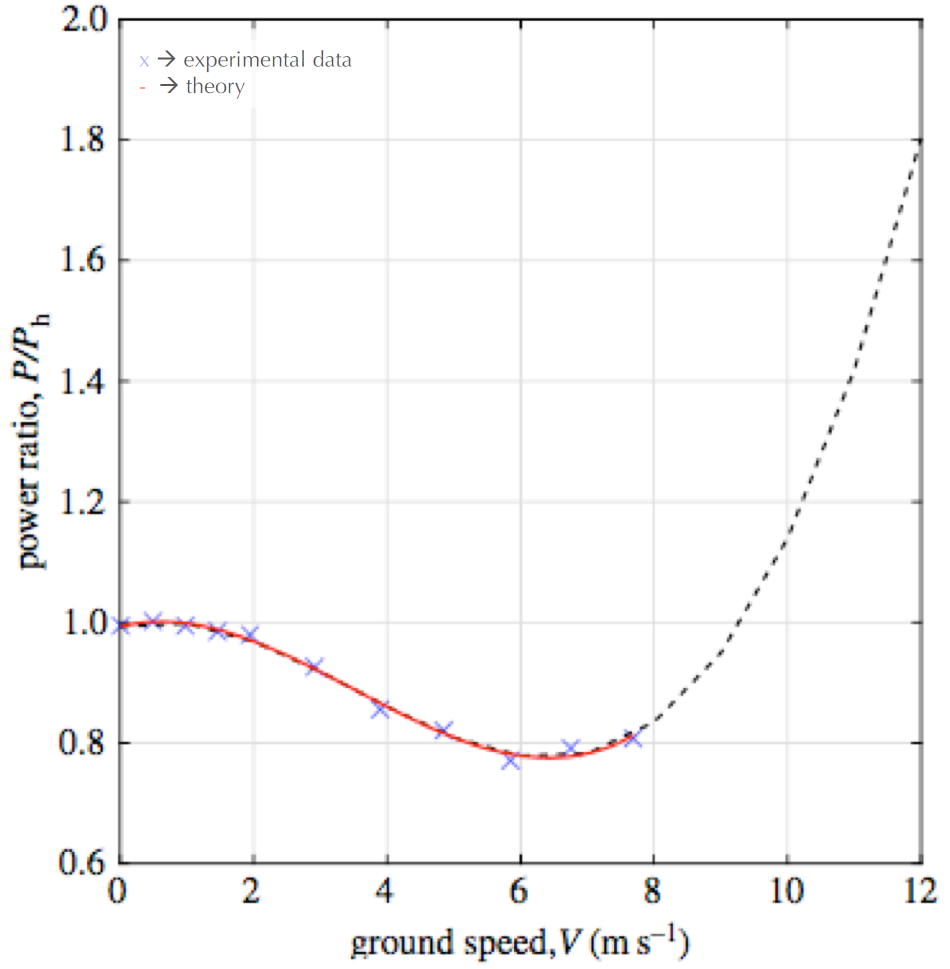 2.0
x → experimental data
- → theory
1.8
1.6
1.4
1.2
1.0
0.8
0.6
power ratio, P/Pₕ
0 2 4 6 8 10 12
ground speed, V (m s⁻¹)